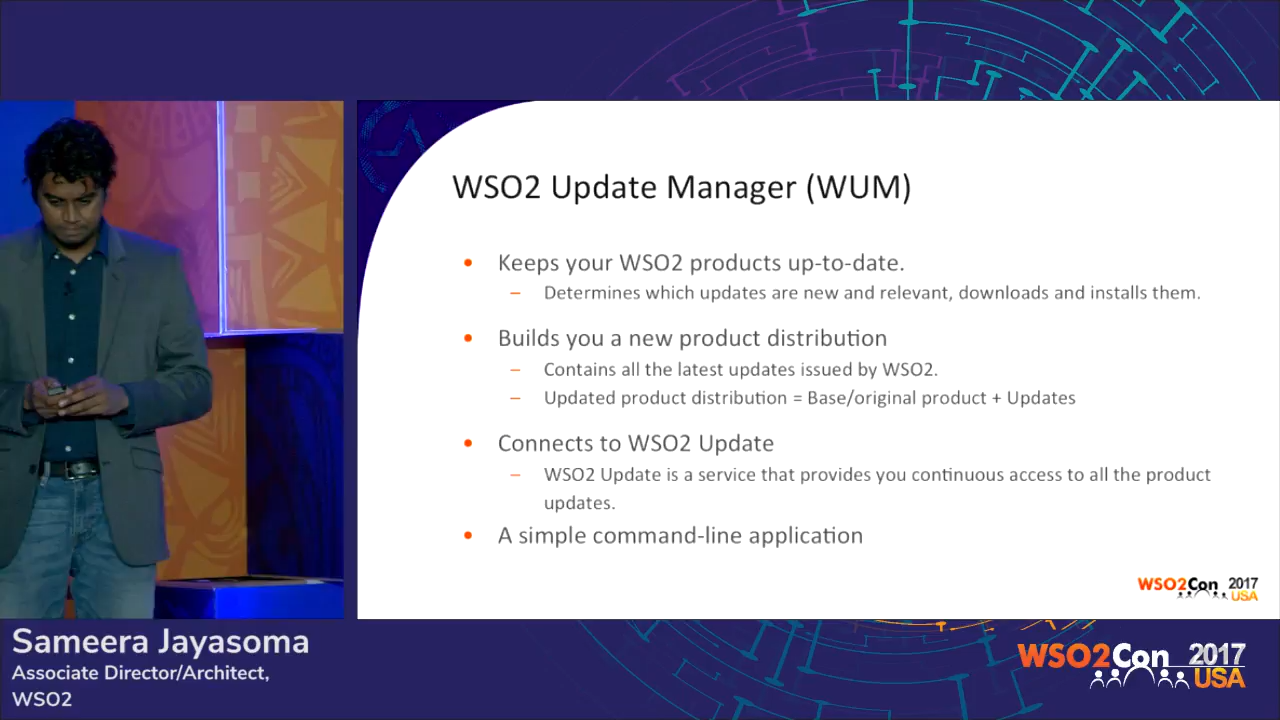 WSO2 Update Manager (WUM)
• Keeps your WSO2 products up-to-date.
– Determines which updates are new and relevant, downloads and installs them.
• Builds you a new product distribution
– Contains all the latest updates issued by WSO2.
– Updated product distribution = Base/original product + Updates
• Connects to WSO2 Update
– WSO2 Update is a service that provides you continuous access to all the product
updates.
• A simple command-line application
WSO2Con 2017
USA
Sameera Jayasoma
Associate Director/Architect,
WSO2
WSO2Con 2017
USA